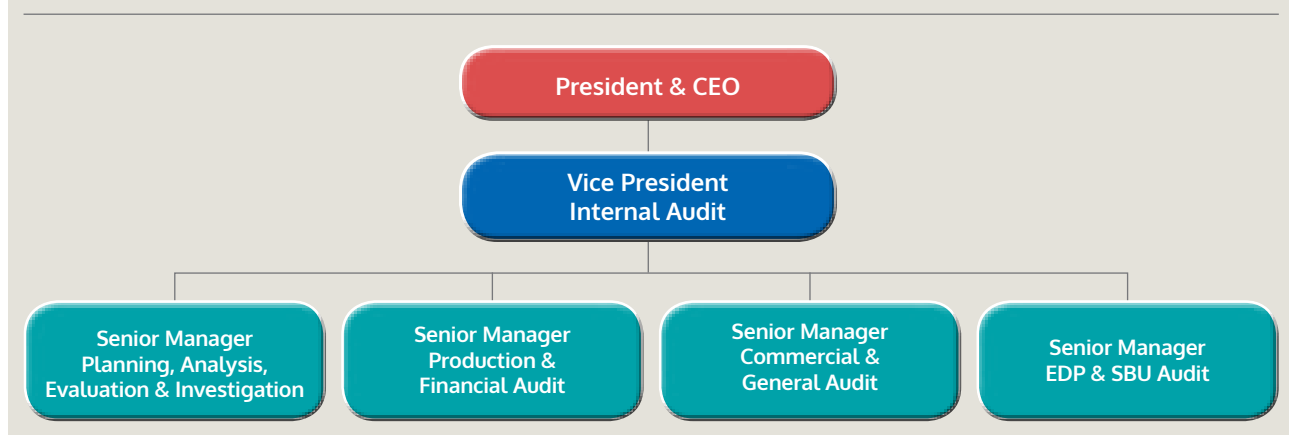 President & CEO
Vice President
Internal Audit
Senior Manager
Planning, Analysis,
Evaluation & Investigation
Senior Manager
Production &
Financial Audit
Senior Manager
Commercial &
General Audit
Senior Manager
EDP & SBU Audit